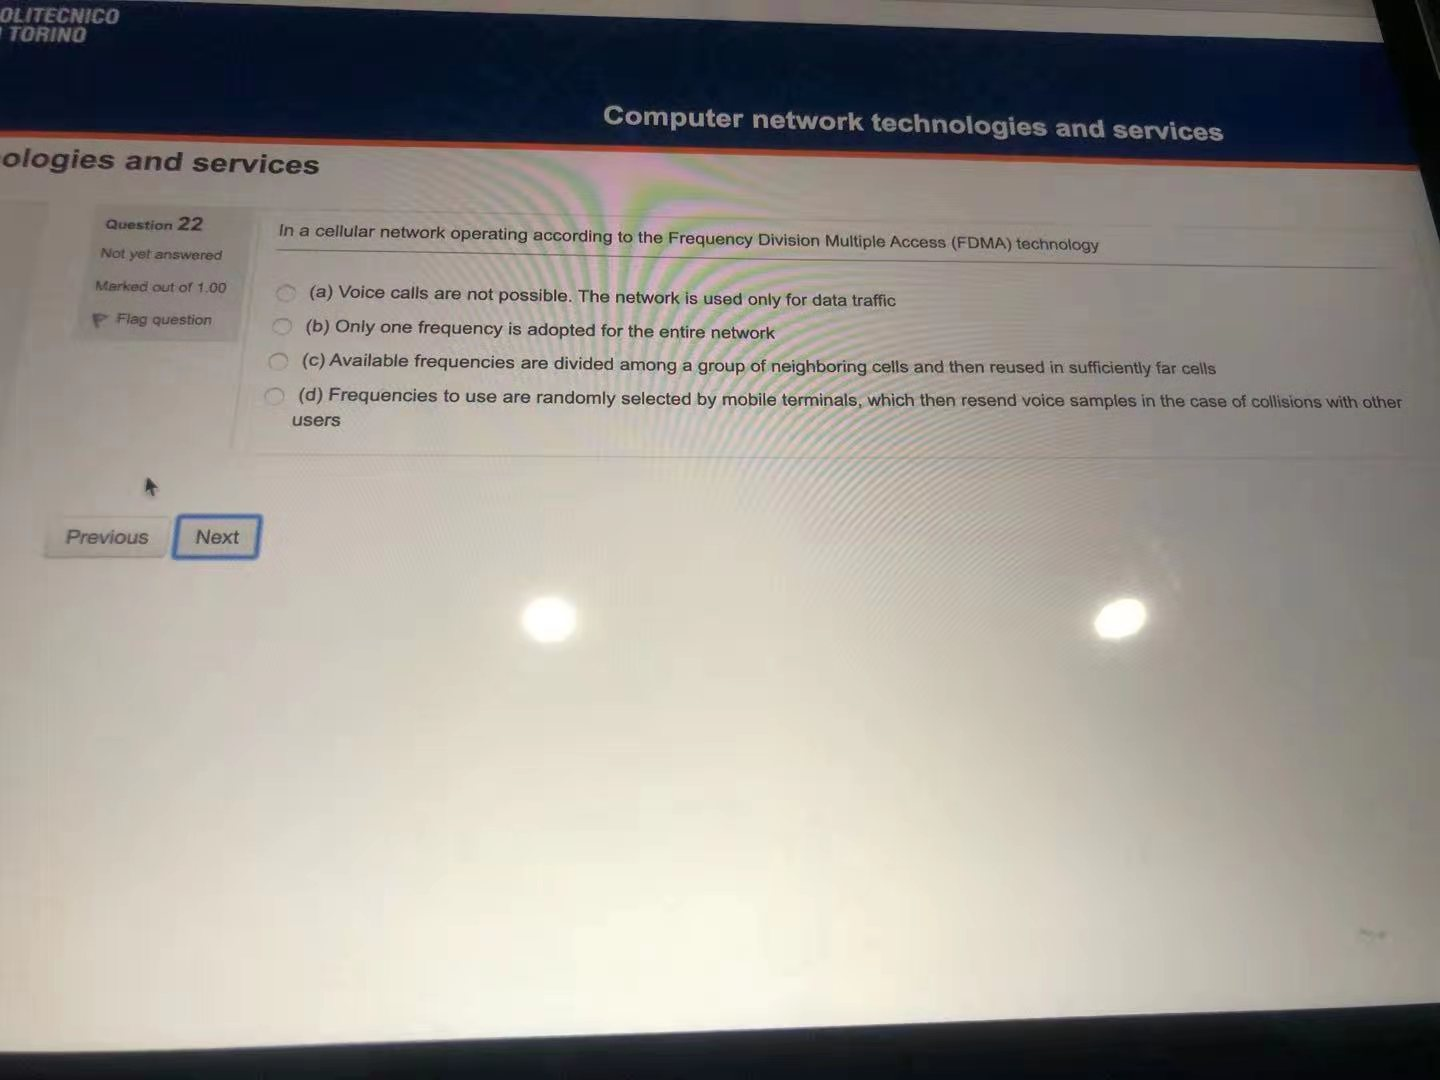 OLITECNICO
TORINO
Computer network technologies and services
ologies and services
Question 22
Not yet answered
Marked out of 1.00
Flag question
In a cellular network operating according to the Frequency Division Multiple Access (FDMA) technology
(a) Voice calls are not possible. The network is used only for data traffic
(b) Only one frequency is adopted for the entire network
(c) Available frequencies are divided among a group of neighboring cells and then reused in sufficiently far cells
(d) Frequencies to use are randomly selected by mobile terminals, which then resend voice samples in the case of collisions with other
users
Previous
Next